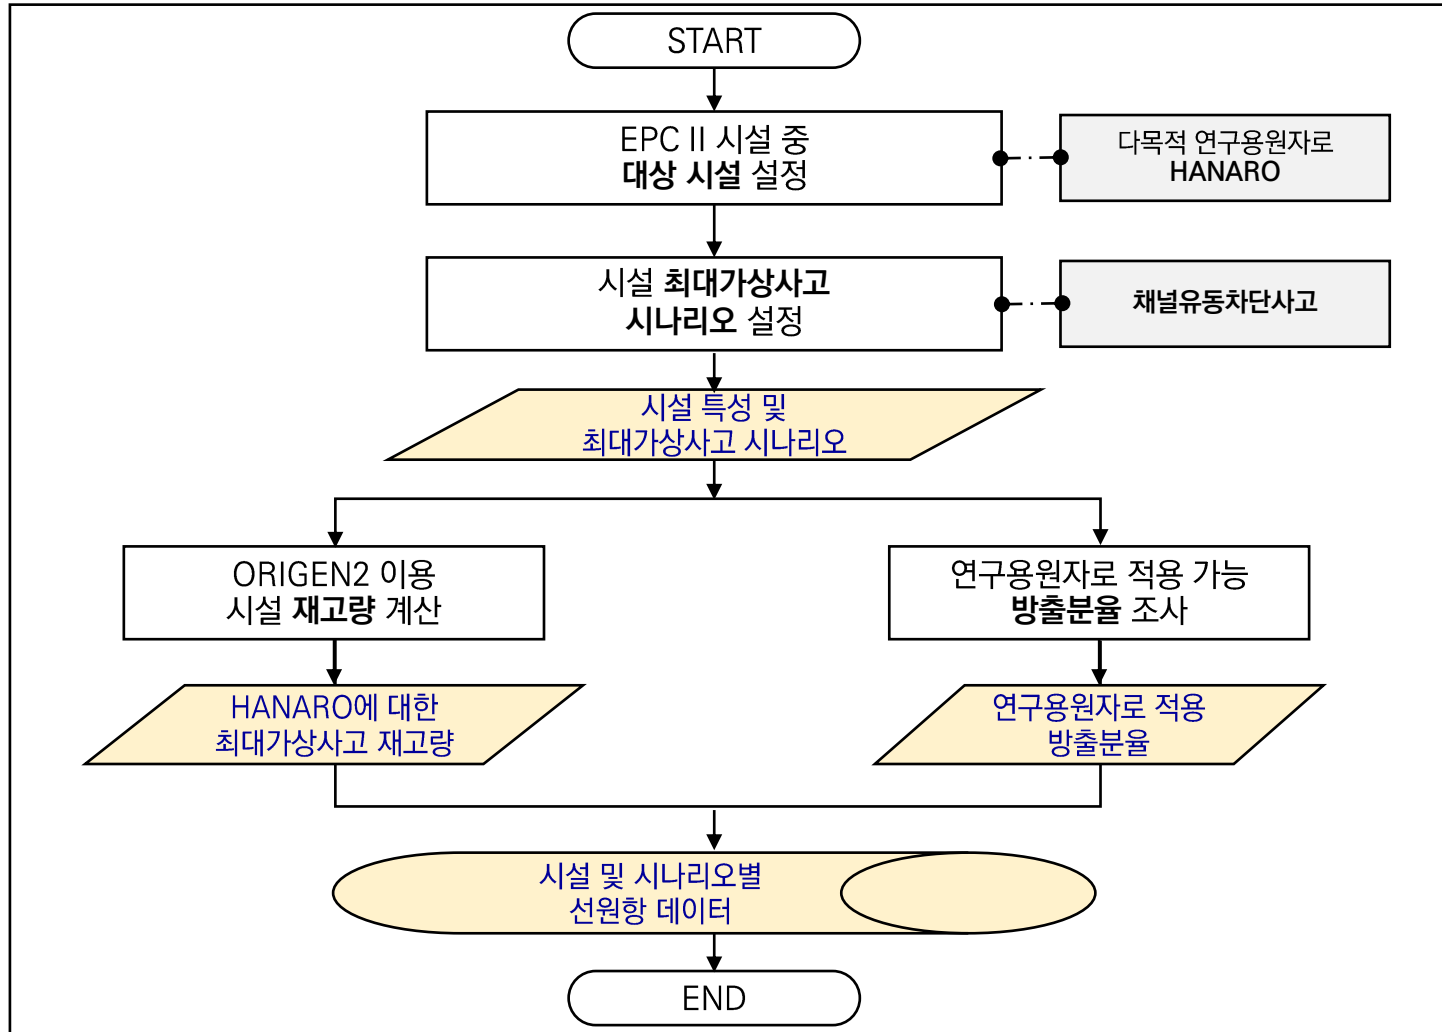 START
EPC II 시설 중
대상 시설 설정
다목적 연구용원자로
HANARO
시설 최대가상사고
시나리오 설정
채널유동차단사고
시설 특성 및
최대가상사고 시나리오
ORIGEN2 이용
시설 재고량 계산
연구용원자로 적용 가능
방출분율 조사
HANARO에 대한
최대가상사고 재고량
연구용원자로 적용
방출분율
시설 및 시나리오별
선원항 데이터
END